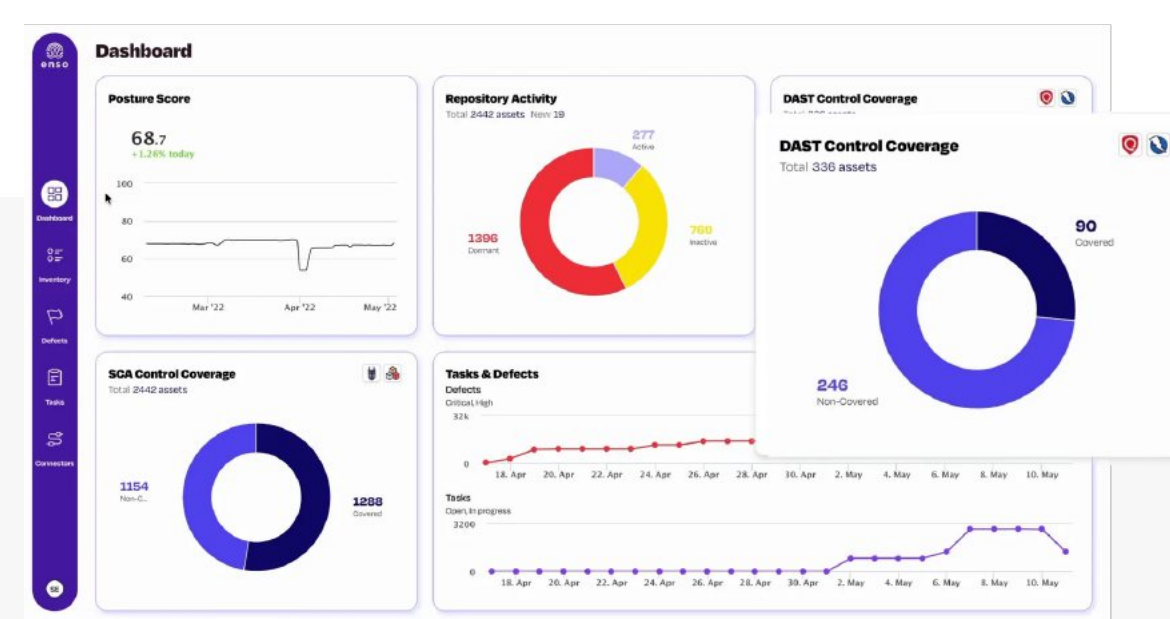 enso
Dashboard
Dashboard
Inventory
Defects
Tasks
Connectors
SE
Posture Score
68.7
+1.26% today
100
80
60
40
Mar '22 Apr '22 May '22
Repository Activity
Total 2442 assets New 19
277
Active
769
Inactive
1396
Dormant
DAST Control Coverage
DAST Control Coverage
Total 336 assets
90
Covered
246
Non-Covered
SCA Control Coverage
Total 2442 assets
1154
Non-C...
1288
Covered
Tasks & Defects
Defects
Critical, High
32k
0
18. Apr 20. Apr 22. Apr 24. Apr 26. Apr 28. Apr 30. Apr 2. May 4. May 6. May 8. May 10. May
Tasks
Open, In progress
3200
0
18. Apr 20. Apr 22. Apr 24. Apr 26. Apr 28. Apr 30. Apr 2. May 4. May 6. May 8. May 10. May